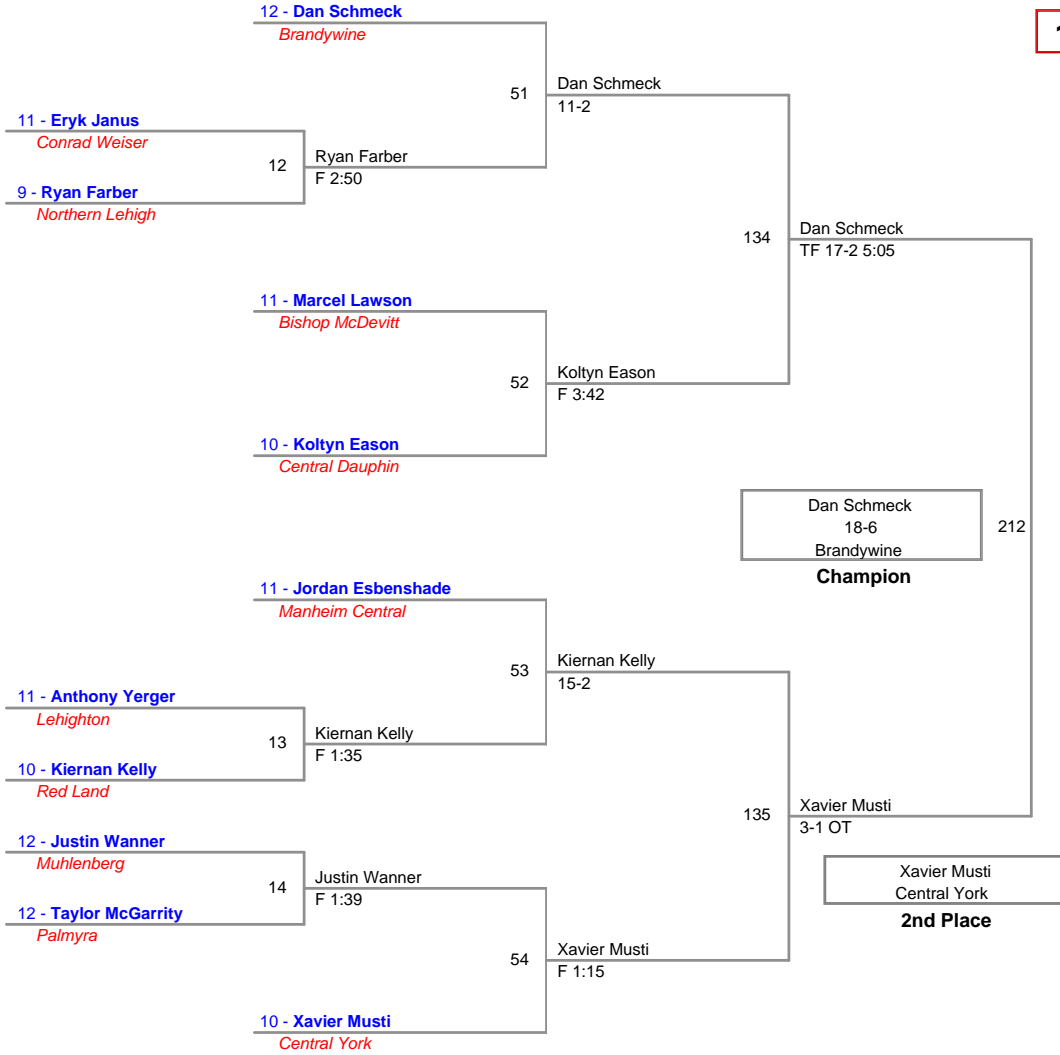 12 - Dan Schmeck
Brandywine
1
51
Dan Schmeck
11-2
11 - Eryk Janus
Conrad Weiser
12
Ryan Farber
F 2:50
9 - Ryan Farber
Northern Lehigh
134
Dan Schmeck
TF 17-2 5:05
11 - Marcel Lawson
Bishop McDevitt
52
Koltyn Eason
F 3:42
10 - Koltyn Eason
Central Dauphin
Dan Schmeck
18-6
Brandywine
212
Champion
11 - Jordan Esbenshade
Manheim Central
53
Kiernan Kelly
15-2
11 - Anthony Yerger
Lehighton
13
Kiernan Kelly
F 1:35
10 - Kiernan Kelly
Red Land
135
Xavier Musti
3-1 OT
12 - Justin Wanner
Muhlenberg
14
Justin Wanner
F 1:39
12 - Taylor McGarrity
Palmyra
Xavier Musti
Central York
2nd Place
54
Xavier Musti
F 1:15
10 - Xavier Musti
Central York